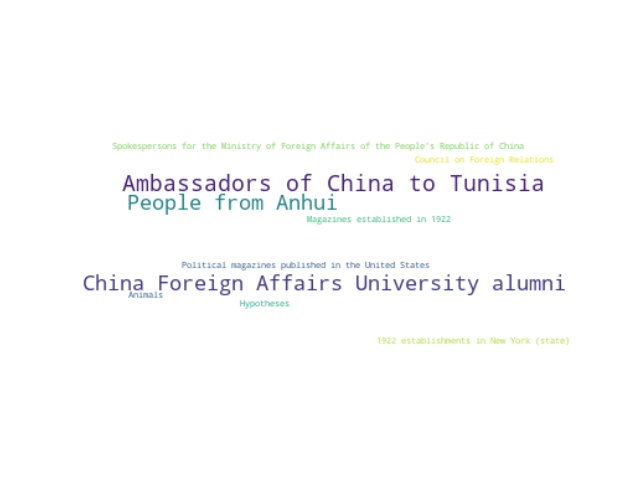 Spokespersons for the Ministry of Foreign Affairs of the People's Republic of China
Council on Foreign Relations
Ambassadors of China to Tunisia
People from Anhui
Magazines established in 1922
Political magazines published in the United States
China Foreign Affairs University alumni
Animals
Hypotheses
1922 establishments in New York (state)